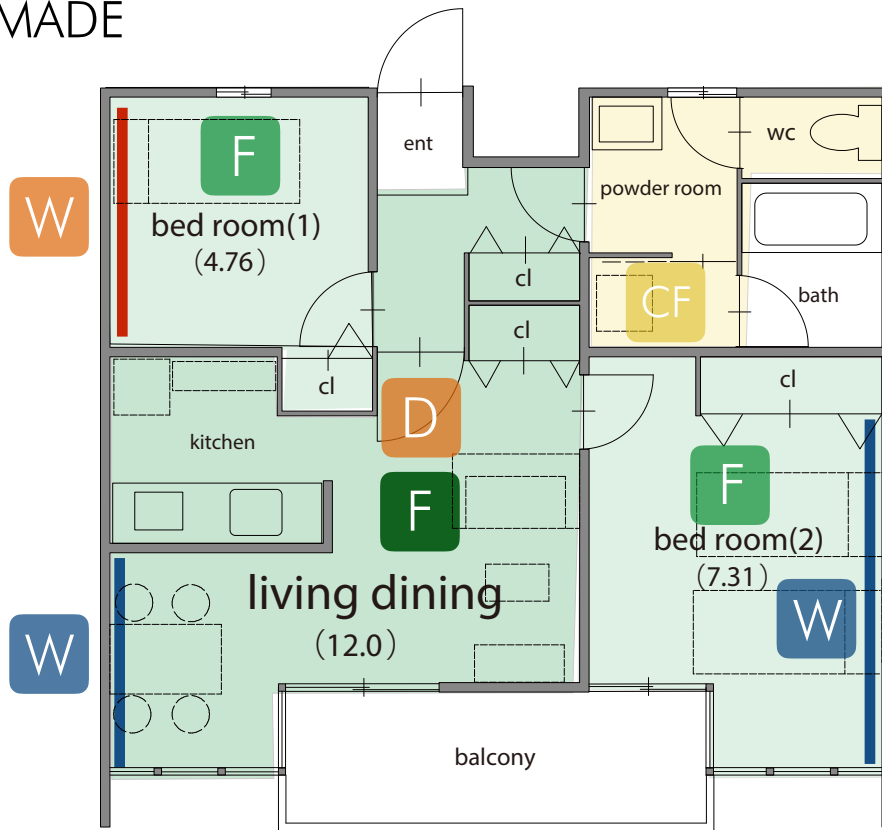 MADE
ent
wc
F
powder room
W
bed room(1)
(4.76)
cl
CF
bath
cl
cl
cl
D
kitchen
F
F
bed room(2)
(7.31)
living dining
(12.0)
W
W
balcony